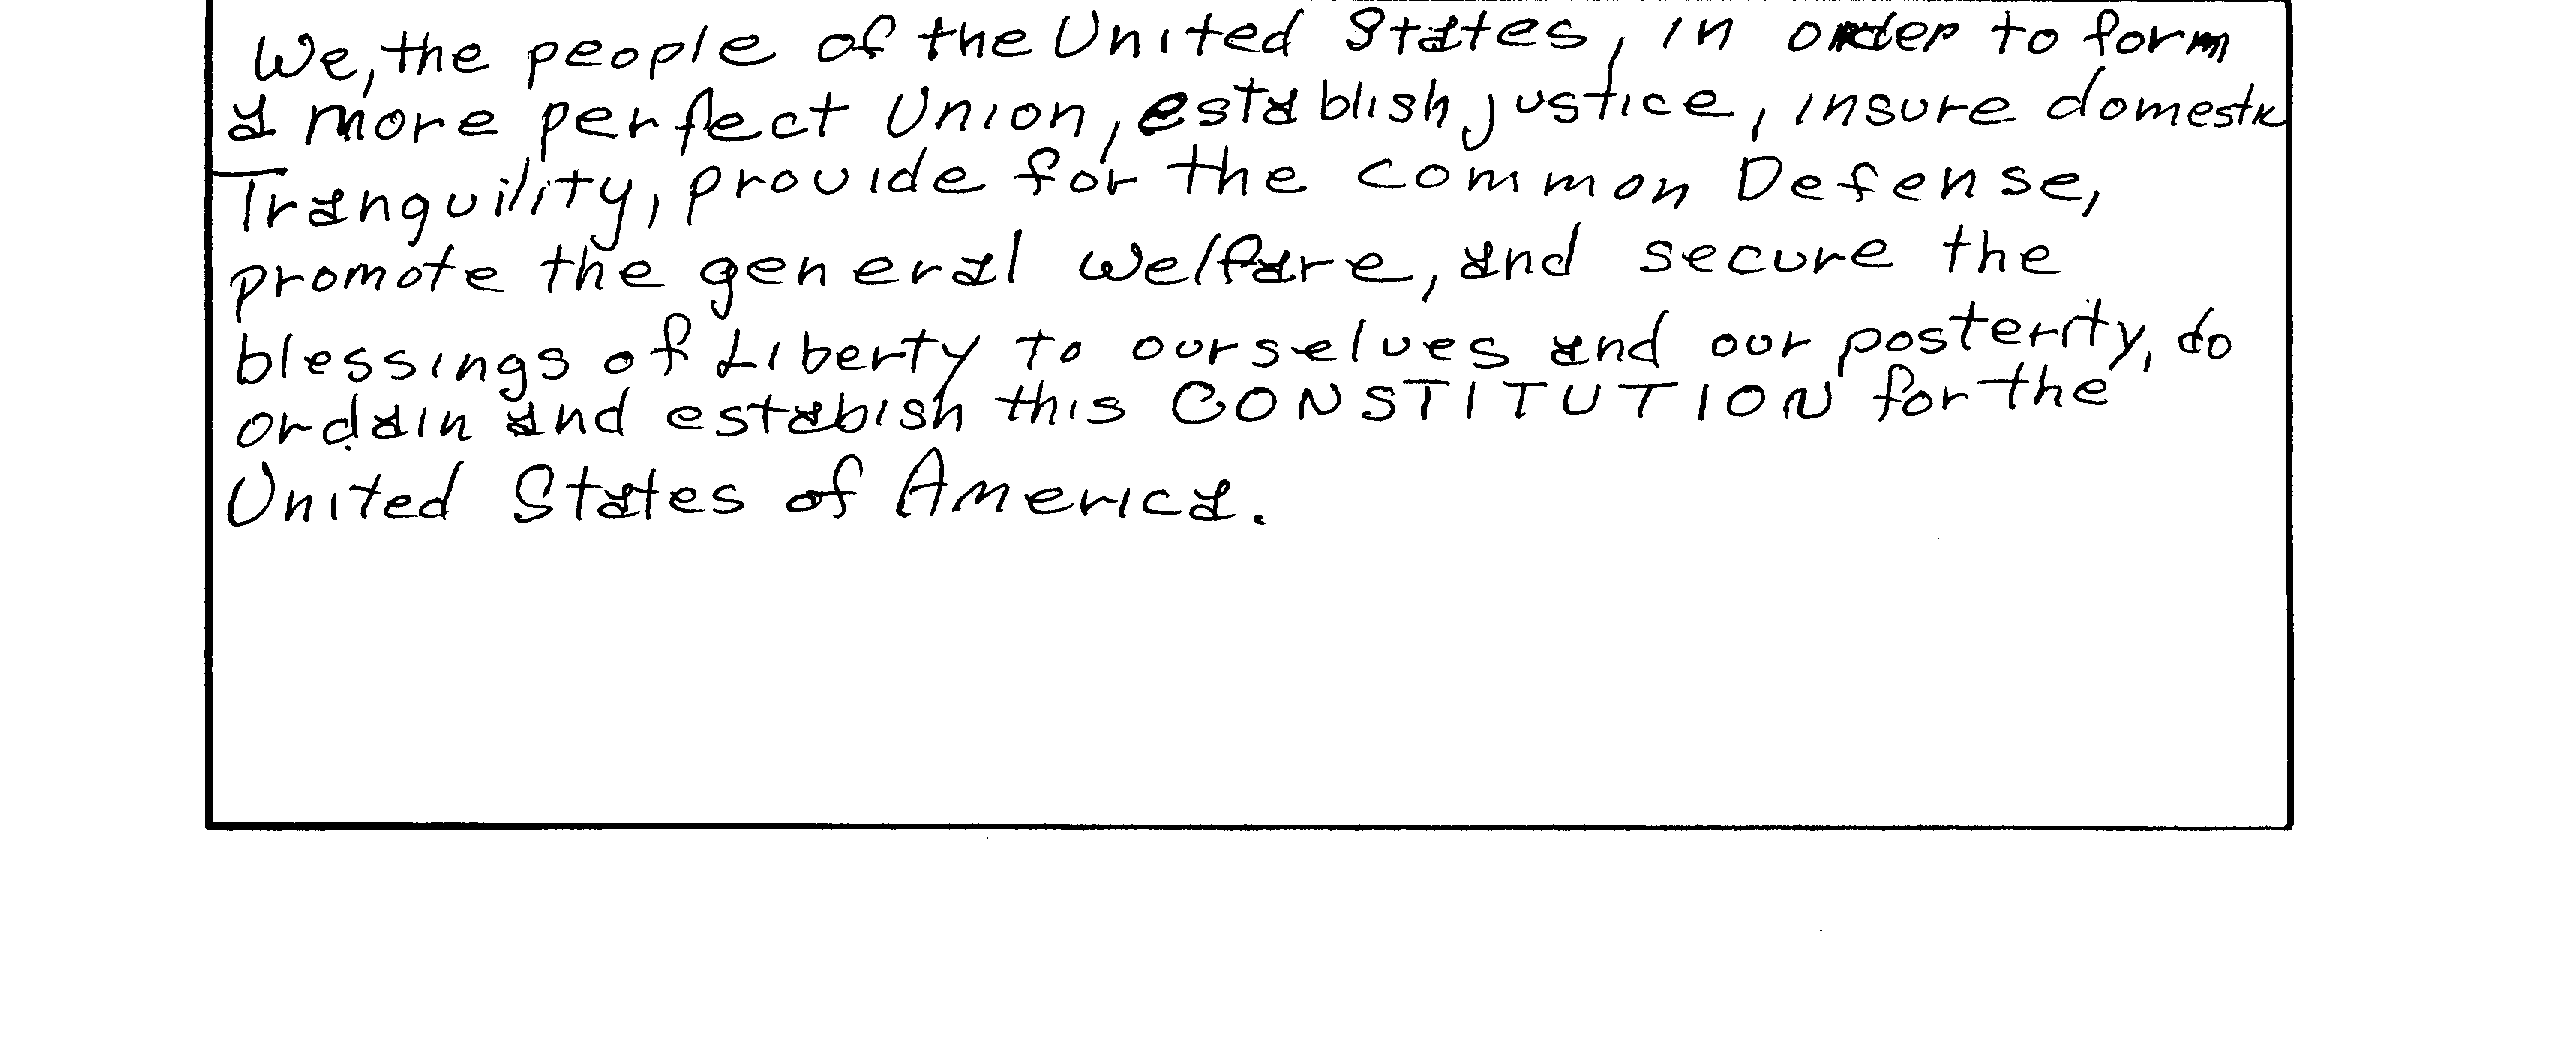 We, the people of the United States, in order to form
a more perfect Union, establish justice, insure domestic
Tranquility, provide for the common Defense,
promote the general welfare, and secure the
blessings of Liberty to ourselves and our posterity, do
ordain and estabish this CONSTITUTION for the
United States of America.